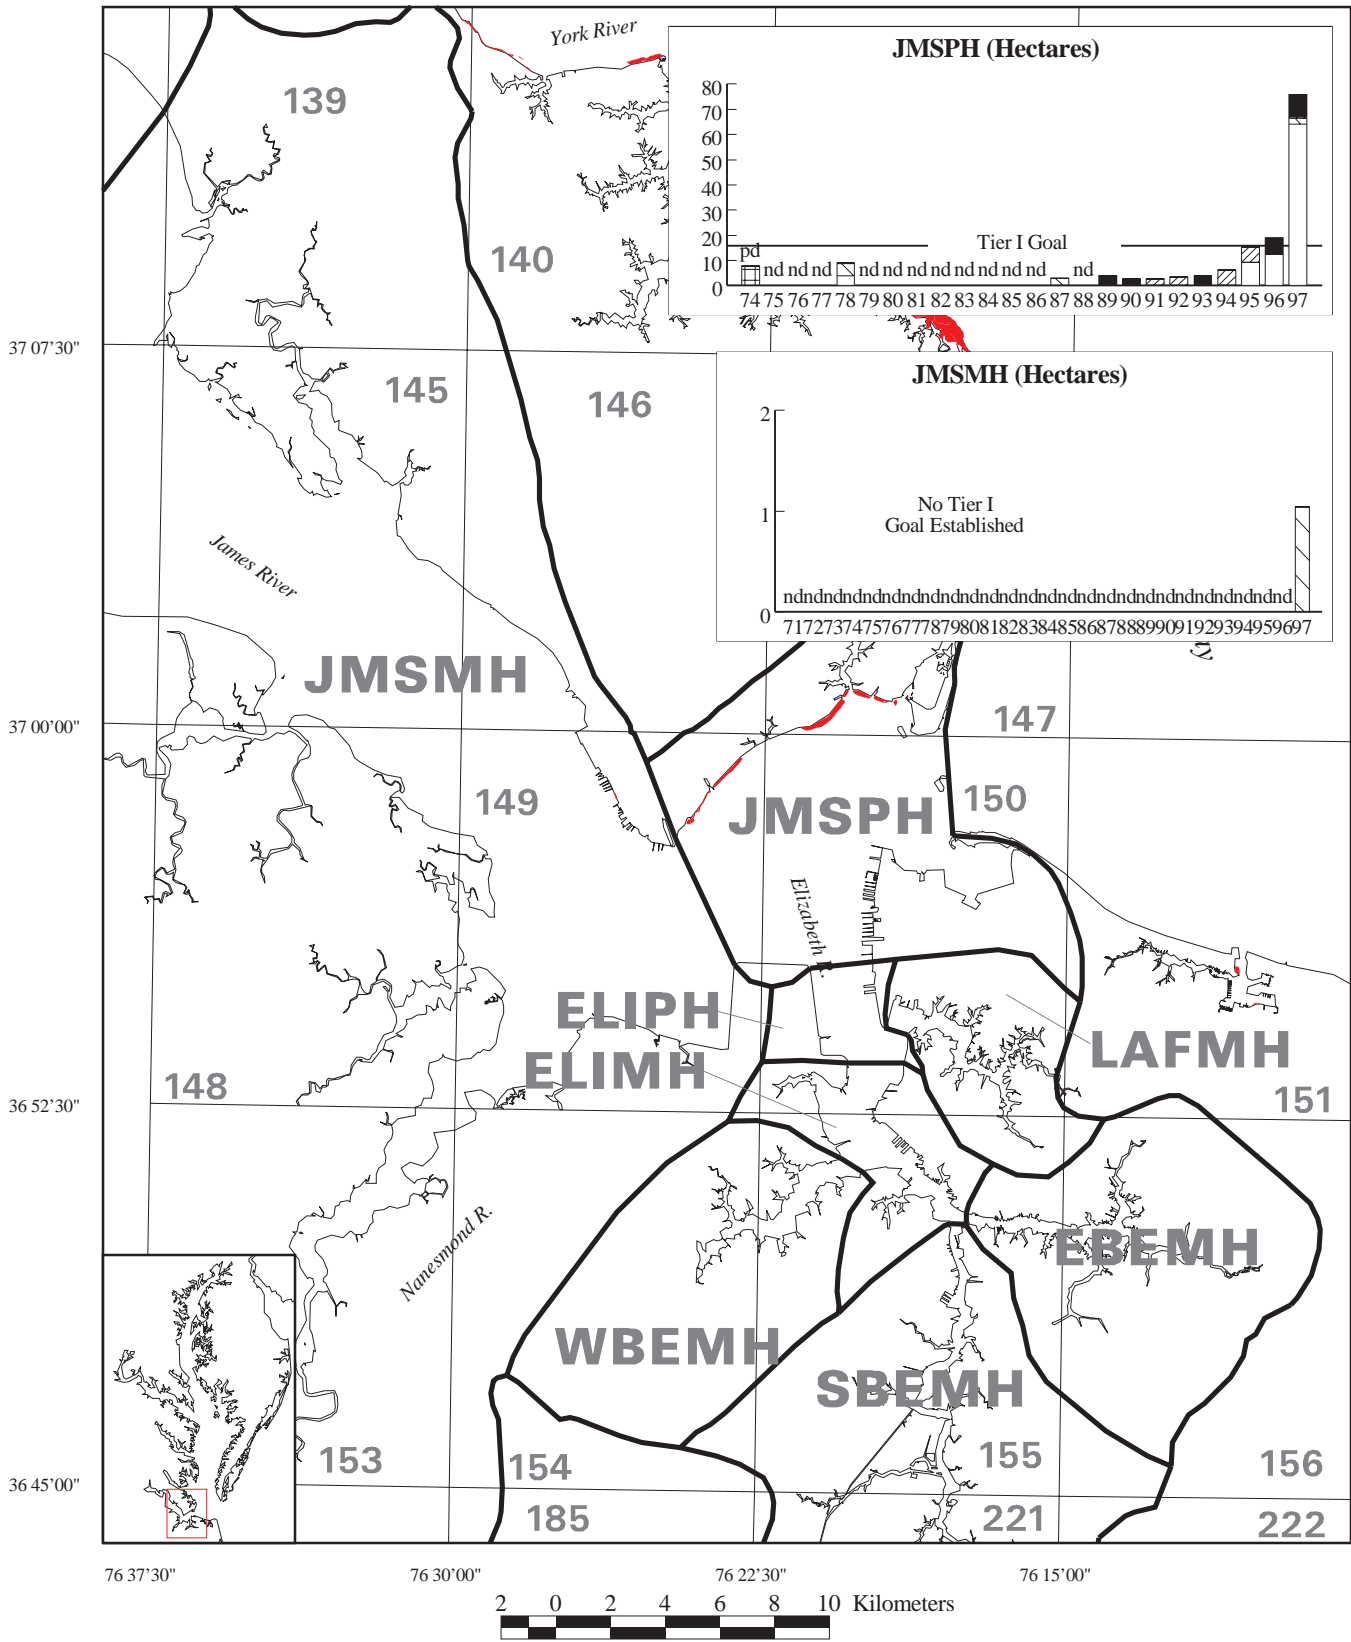 York River
JMSPH (Hectares)
80
70
60
50
40
30
20
10
0
Tier I Goal
pd
nd nd nd nd nd nd nd nd nd nd nd nd
74 75 76 77 78 79 80 81 82 83 84 85 86 87 88 89 90 91 92 93 94 95 96 97
139
140
37 07'30"
145
146
JMSMH (Hectares)
2
1
0
No Tier I
Goal Established
ndndndndndndndndndndndndndndndndndndndndndndndndndnd
717273747576777879808182838485868788899091929394959697
James River
JMSMH
37 00'00"
147
149
150
JMSPH
Elizabeth R.
ELIPH
ELIMH
LAFMH
148
151
36 52'30"
Nanesmond R.
EBEMH
WBEMH
SBEMH
153
154
155
156
36 45'00"
185
221
222
76 37'30"
76 30'00"
76 22'30"
76 15'00"
2 0 2 4 6 8 10 Kilometers